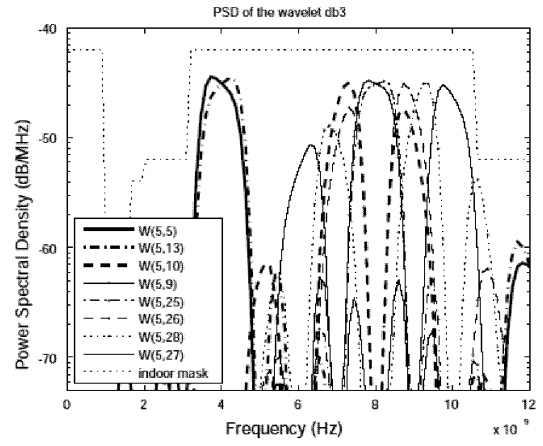 PSD of the wavelet db3
-40
-50
-60
-70
Power Spectral Density (dB/MHz)
W(5,5)
W(5,13)
W(5,10)
W(5,9)
W(5,25)
W(5,26)
W(5,28)
W(5,27)
indoor mask
0 2 4 6 8 10 12
Frequency (Hz)
x 10 9